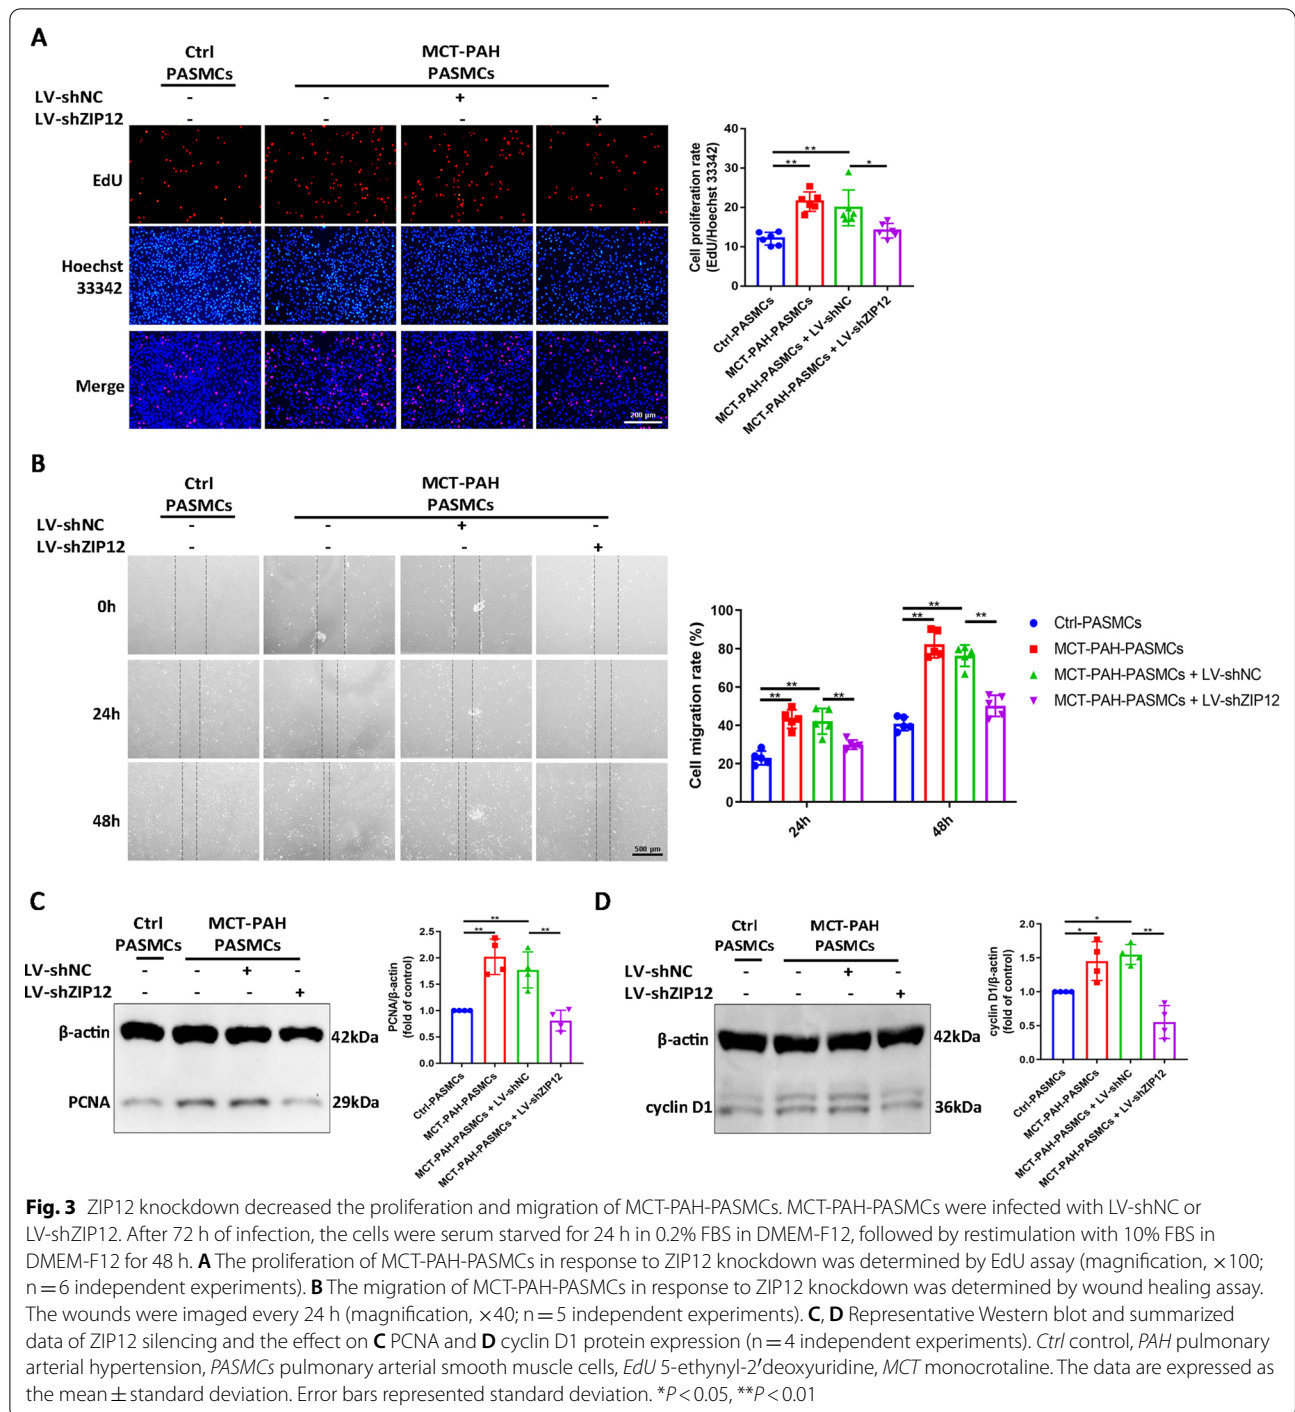 A
Ctrl
PASMCs
MCT-PAH
PASMCs
LV-shNC - - + -
LV-shZIP12 - - - +
EdU
Hoechst
33342
Merge
200 μm
Cell proliferation rate
(EdU/Hoechst 33342)
40
30
20
10
0
** ** *
Ctrl-PASMCs
MCT-PAH-PASMCs
MCT-PAH-PASMCs + LV-shNC
MCT-PAH-PASMCs + LV-shZIP12
B
Ctrl
PASMCs
MCT-PAH
PASMCs
LV-shNC - - + -
LV-shZIP12 - - - +
0h
24h
48h
500 μm
Cell migration rate (%)
100
80
60
40
20
0
** ** **
** ** **
24h
48h
Ctrl-PASMCs
MCT-PAH-PASMCs
MCT-PAH-PASMCs + LV-shNC
MCT-PAH-PASMCs + LV-shZIP12
C
Ctrl
PASMCs
MCT-PAH
PASMCs
LV-shNC - - + -
LV-shZIP12 - - - +
β-actin 42kDa
PCNA 29kDa
PCNA/β-actin
(fold of control)
2.5
2.0
1.5
1.0
0.5
0.0
** ** **
Ctrl-PASMCs
MCT-PAH-PASMCs
MCT-PAH-PASMCs + LV-shNC
MCT-PAH-PASMCs + LV-shZIP12
D
Ctrl
PASMCs
MCT-PAH
PASMCs
LV-shNC - - + -
LV-shZIP12 - - - +
β-actin 42kDa
cyclin D1 36kDa
cyclin D1/β-actin
(fold of control)
2.0
1.5
1.0
0.5
0.0
* * **
Ctrl-PASMCs
MCT-PAH-PASMCs
MCT-PAH-PASMCs + LV-shNC
MCT-PAH-PASMCs + LV-shZIP12
Fig. 3 ZIP12 knockdown decreased the proliferation and migration of MCT-PAH-PASMCs. MCT-PAH-PASMCs were infected with LV-shNC or
LV-shZIP12. After 72 h of infection, the cells were serum starved for 24 h in 0.2% FBS in DMEM-F12, followed by restimulation with 10% FBS in
DMEM-F12 for 48 h. A The proliferation of MCT-PAH-PASMCs in response to ZIP12 knockdown was determined by EdU assay (magnification, ×100;
n = 6 independent experiments). B The migration of MCT-PAH-PASMCs in response to ZIP12 knockdown was determined by wound healing assay.
The wounds were imaged every 24 h (magnification, ×40; n = 5 independent experiments). C, D Representative Western blot and summarized
data of ZIP12 silencing and the effect on C PCNA and D cyclin D1 protein expression (n = 4 independent experiments). Ctrl control, PAH pulmonary
arterial hypertension, PASMCs pulmonary arterial smooth muscle cells, EdU 5-ethynyl-2′deoxyuridine, MCT monocrotaline. The data are expressed as
the mean ± standard deviation. Error bars represented standard deviation. *P < 0.05, **P < 0.01